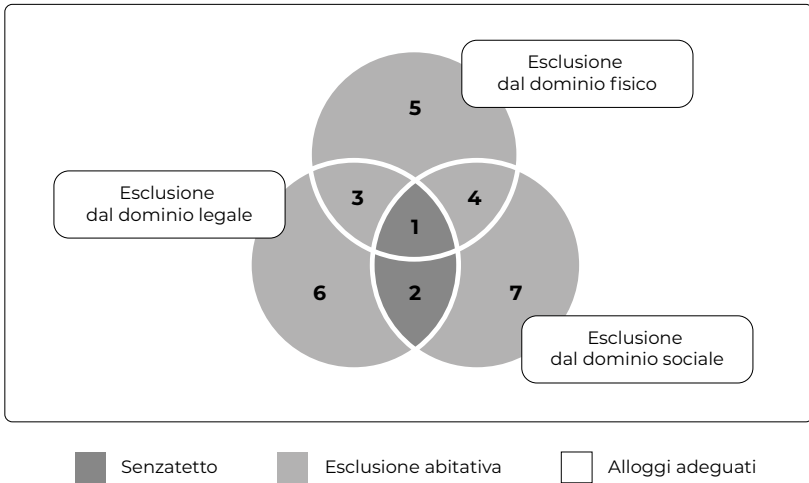 Esclusione
dal dominio fisico
5
Esclusione
dal dominio legale
3
4
1
6
2
7
Esclusione
dal dominio sociale
Senzatetto
Esclusione abitativa
Alloggi adeguati